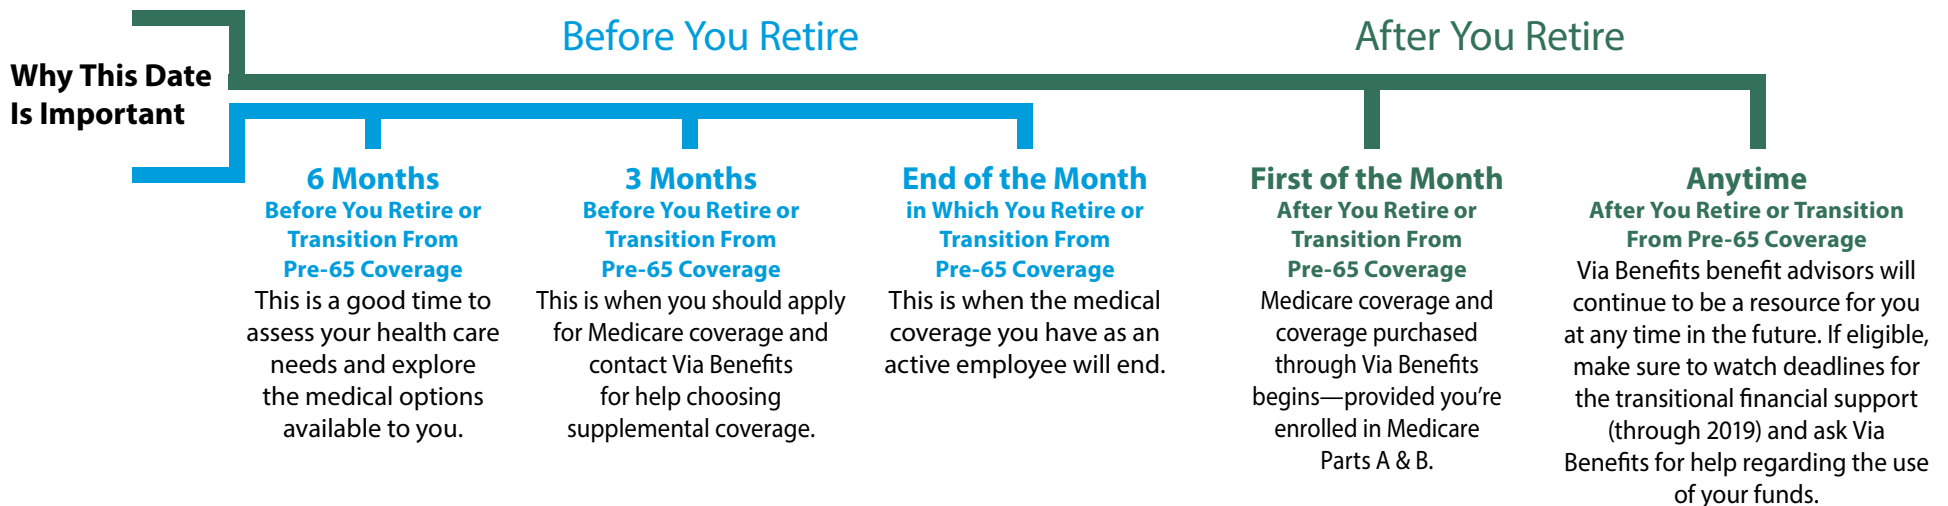 Before You Retire
After You Retire
Why This Date
Is Important
6 Months
Before You Retire or
Transition From
Pre-65 Coverage
This is a good time to
assess your health care
needs and explore
the medical options
available to you.
3 Months
Before You Retire or
Transition From
Pre-65 Coverage
This is when you should apply
for Medicare coverage and
contact Via Benefits
for help choosing
supplemental coverage.
End of the Month
in Which You Retire or
Transition From
Pre-65 Coverage
This is when the medical
coverage you have as an
active employee will end.
First of the Month
After You Retire or
Transition From
Pre-65 Coverage
Medicare coverage and
coverage purchased
through Via Benefits
begins—provided you’re
enrolled in Medicare
Parts A & B.
Anytime
After You Retire or Transition
From Pre-65 Coverage
Via Benefits benefit advisors will
continue to be a resource for you
at any time in the future. If eligible,
make sure to watch deadlines for
the transitional financial support
(through 2019) and ask Via
Benefits for help regarding the use
of your funds.